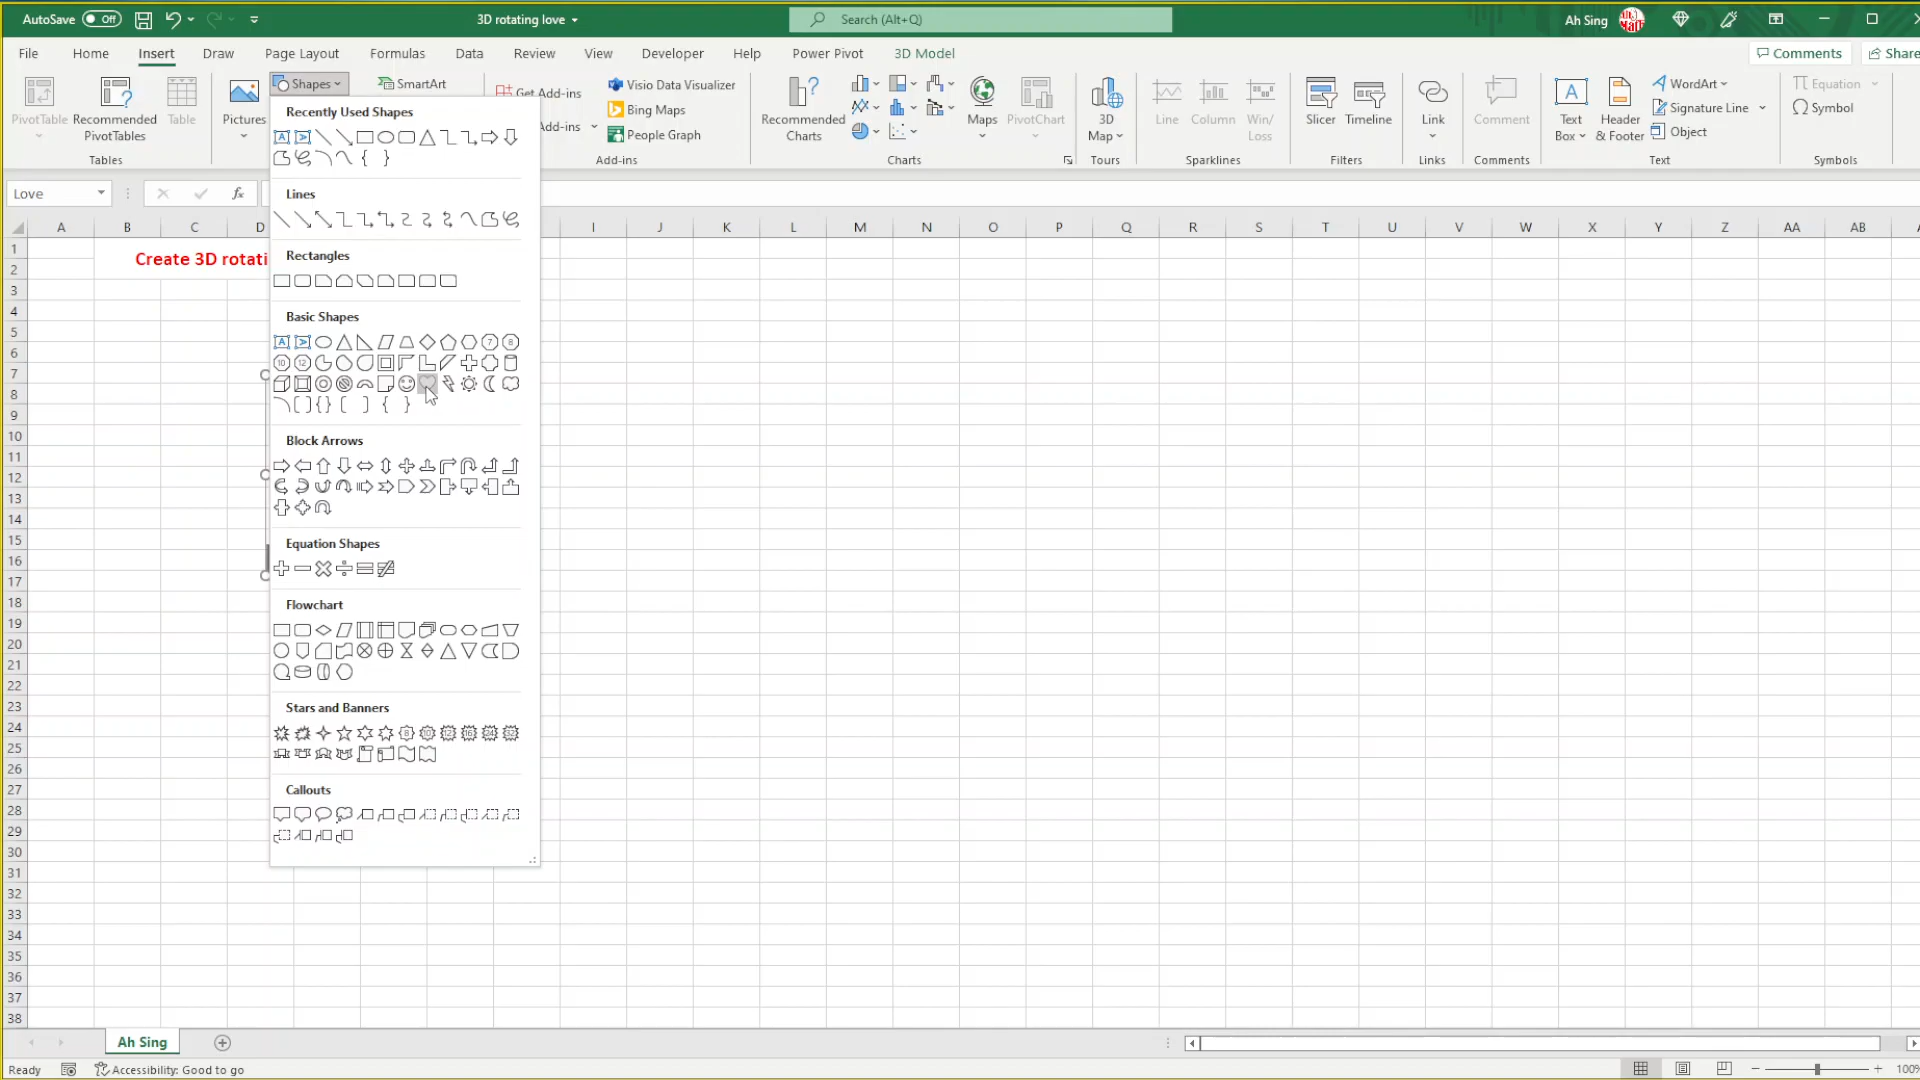 AutoSave Off 3D rotating love Search (Alt+Q) Ah Sing
File Home Insert Draw Page Layout Formulas Data Review View Developer Help Power Pivot 3D Model Comments Share
PivotTable Recommended PivotTables Table Pictures Shapes SmartArt Get Add-ins Visio Data Visualizer
Bing Maps
dd-ins People Graph
Recommended Charts Maps PivotChart 3D Map Line Column Win/Loss Slicer Timeline Link Comment Text Box Header & Footer WordArt Signature Line Object Equation Symbol
Tables Add-ins Charts Tours Sparklines Filters Links Comments Text Symbols
Love fx
A B C D I J K L M N O P Q R S T U V W X Y Z AA AB
Create 3D rotati
Recently Used Shapes
Lines
Rectangles
Basic Shapes
Block Arrows
Equation Shapes
Flowchart
Stars and Banners
Callouts
1
2
3
4
5
6
7
8
9
10
11
12
13
14
15
16
17
18
19
20
21
22
23
24
25
26
27
28
29
30
31
32
33
34
35
36
37
38
Ah Sing
Ready Accessibility: Good to go 100%